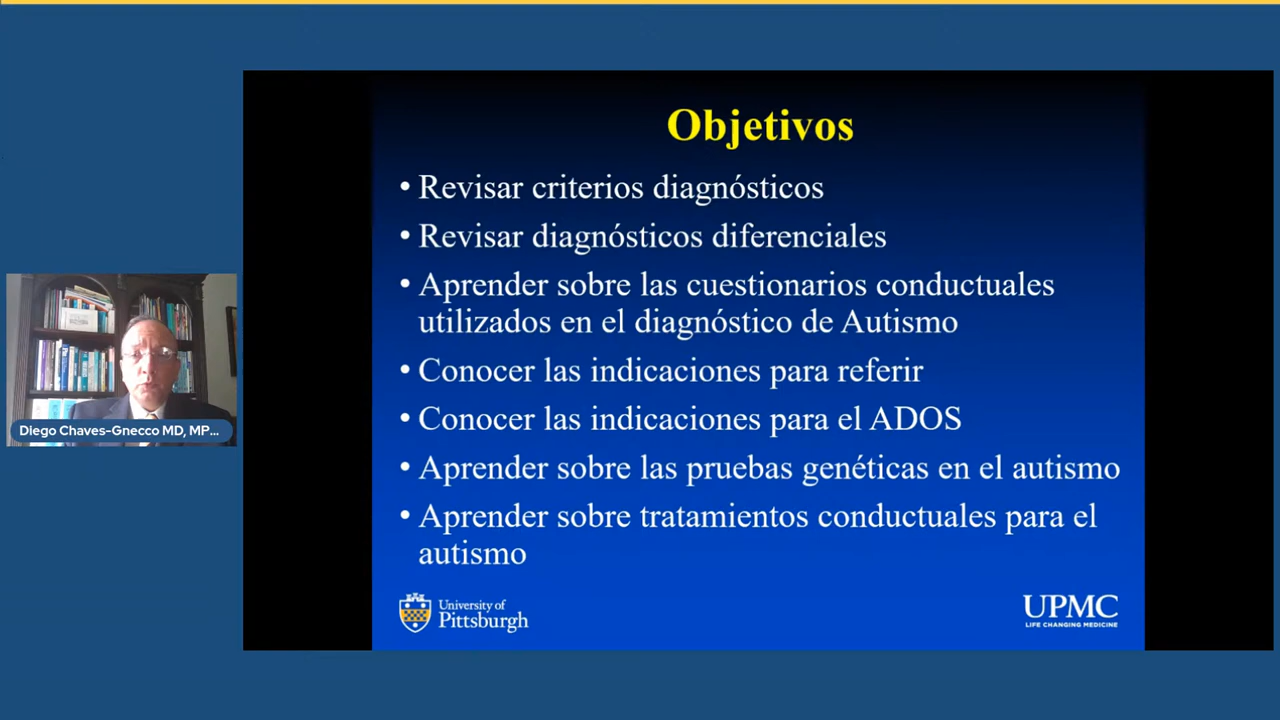 Objetivos
• Revisar criterios diagnósticos
• Revisar diagnósticos diferenciales
• Aprender sobre las cuestionarios conductuales
utilizados en el diagnóstico de Autismo
• Conocer las indicaciones para referir
• Conocer las indicaciones para el ADOS
• Aprender sobre las pruebas genéticas en el autismo
• Aprender sobre tratamientos conductuales para el
autismo
Diego Chaves-Gnecco MD, MP...
University of
Pittsburgh
UPMC
LIFE CHANGING MEDICINE